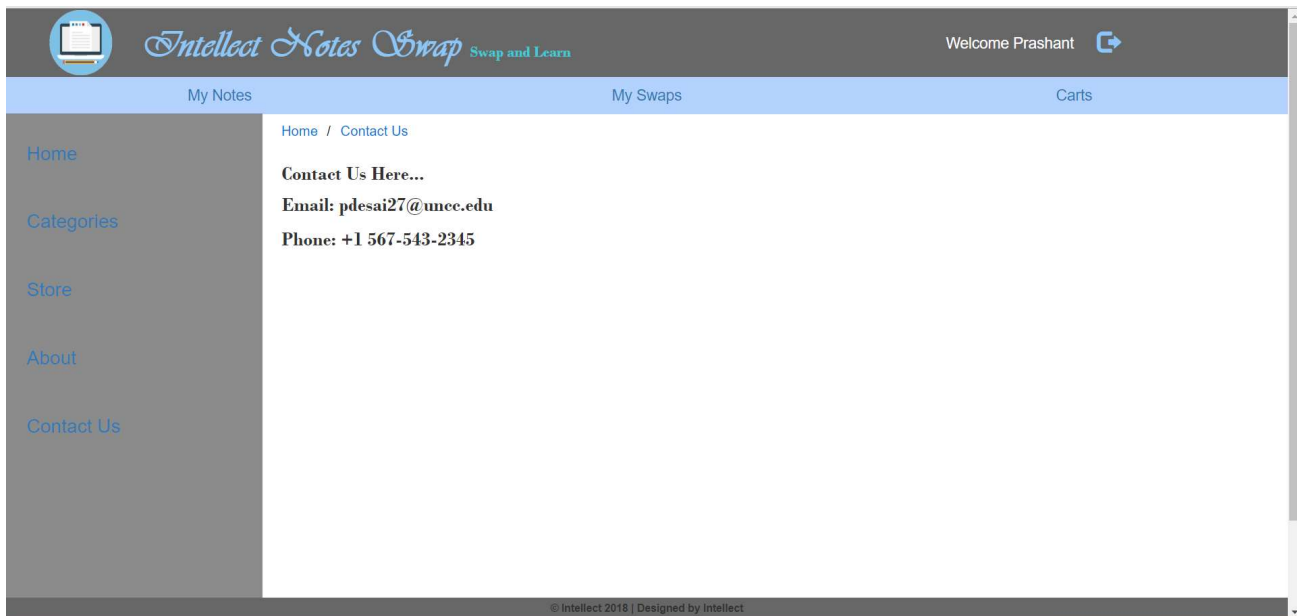 Intellect Notes Swap Swap and Learn
Welcome Prashant
My Notes My Swaps Carts
Home / Contact Us
Home
Categories
Store
About
Contact Us
Contact Us Here...
Email: pdesai27@uncc.edu
Phone: +1 567-543-2345
© Intellect 2018 | Designed by Intellect